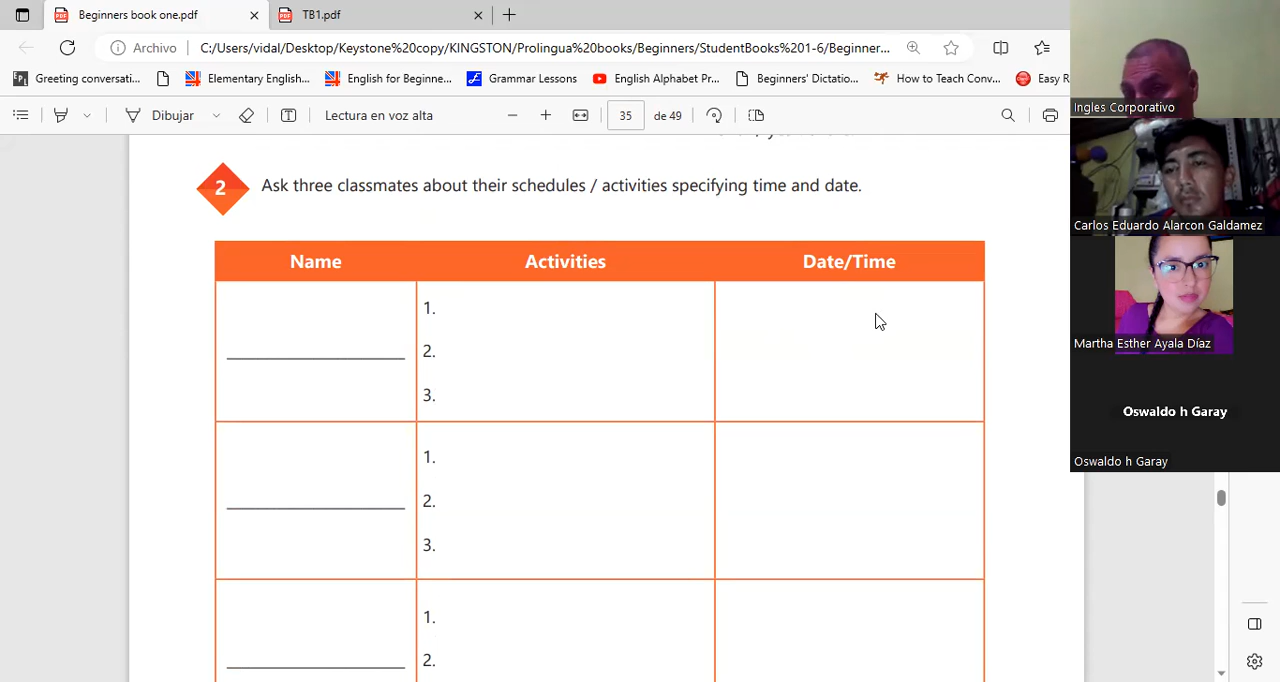 Beginners book one.pdf
TB1.pdf
Archivo
C:/Users/vidal/Desktop/Keystone%20copy/KINGSTON/Prolingua%20books/Beginners/StudentBooks%201-6/Beginner...
Greeting conversati...
Elementary English...
English for Beginne...
Grammar Lessons
English Alphabet Pr...
Beginners' Dictatio...
How to Teach Conv...
Easy R
Dibujar
Lectura en voz alta
35
de 49
2
Ask three classmates about their schedules / activities specifying time and date.
Name
Activities
Date/Time
1.
2.
3.
1.
2.
3.
1.
2.
Ingles Corporativo
Carlos Eduardo Alarcon Galdamez
Martha Esther Ayala Díaz
Oswaldo h Garay
Oswaldo h Garay